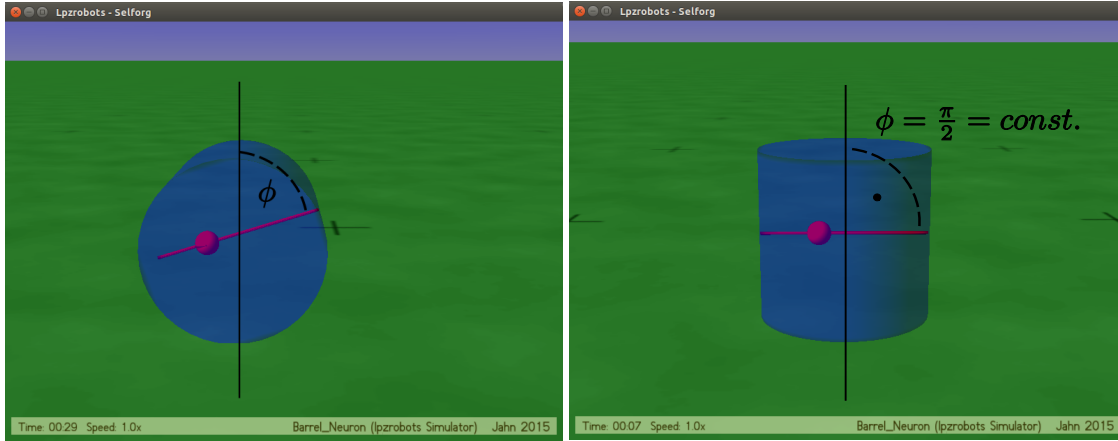 Lpzrobots - Selforg
ϕ
Time: 00:29 Speed: 1.0x Barrel_Neuron (lpzrobots Simulator) Jahn 2015
Lpzrobots - Selforg
ϕ = π/2 = const.
Time: 00:07 Speed: 1.0x Barrel_Neuron (lpzrobots Simulator) Jahn 2015